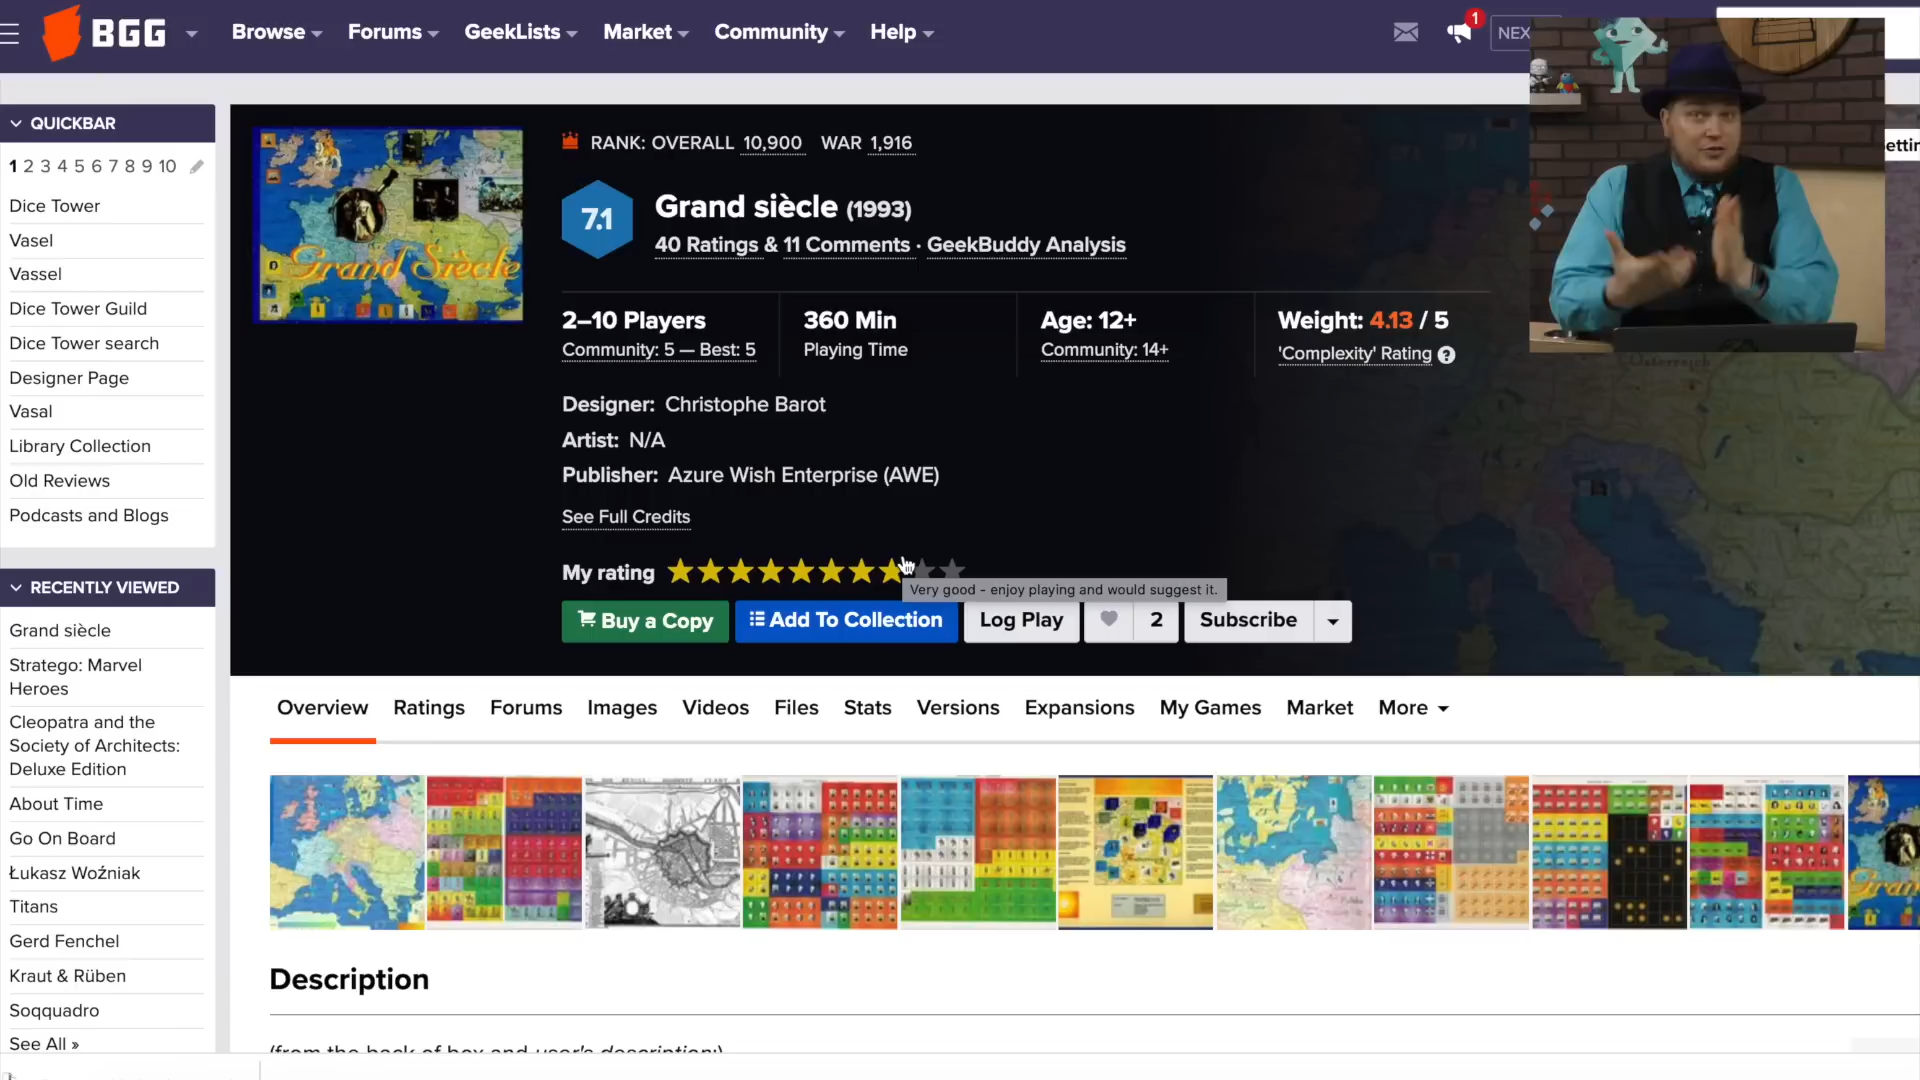 BGG
Browse
Forums
GeekLists
Market
Community
Help
1
NEX
QUICKBAR
1 2 3 4 5 6 7 8 9 10
Dice Tower
Vasel
Vassel
Dice Tower Guild
Dice Tower search
Designer Page
Vasal
Library Collection
Old Reviews
Podcasts and Blogs
RECENTLY VIEWED
Grand siècle
Stratego: Marvel
Heroes
Cleopatra and the
Society of Architects:
Deluxe Edition
About Time
Go On Board
Łukasz Woźniak
Titans
Gerd Fenchel
Kraut & Rüben
Soqquadro
See All »
Grand Siècle
RANK: OVERALL 10,900 WAR 1,916
7.1
Grand siècle (1993)
40 Ratings & 11 Comments · GeekBuddy Analysis
2–10 Players
Community: 5 — Best: 5
360 Min
Playing Time
Age: 12+
Community: 14+
Weight: 4.13 / 5
'Complexity' Rating ?
Designer: Christophe Barot
Artist: N/A
Publisher: Azure Wish Enterprise (AWE)
See Full Credits
My rating
Very good - enjoy playing and would suggest it.
Buy a Copy
Add To Collection
Log Play
2
Subscribe
Overview
Ratings
Forums
Images
Videos
Files
Stats
Versions
Expansions
My Games
Market
More
Description
(from the back of box and user's description:)